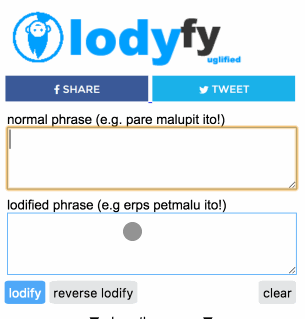 lodyfy
uglified
SHARE
TWEET
normal phrase (e.g. pare malupit ito!)
lodified phrase (e.g erps petmalu ito!)
lodify reverse lodify clear